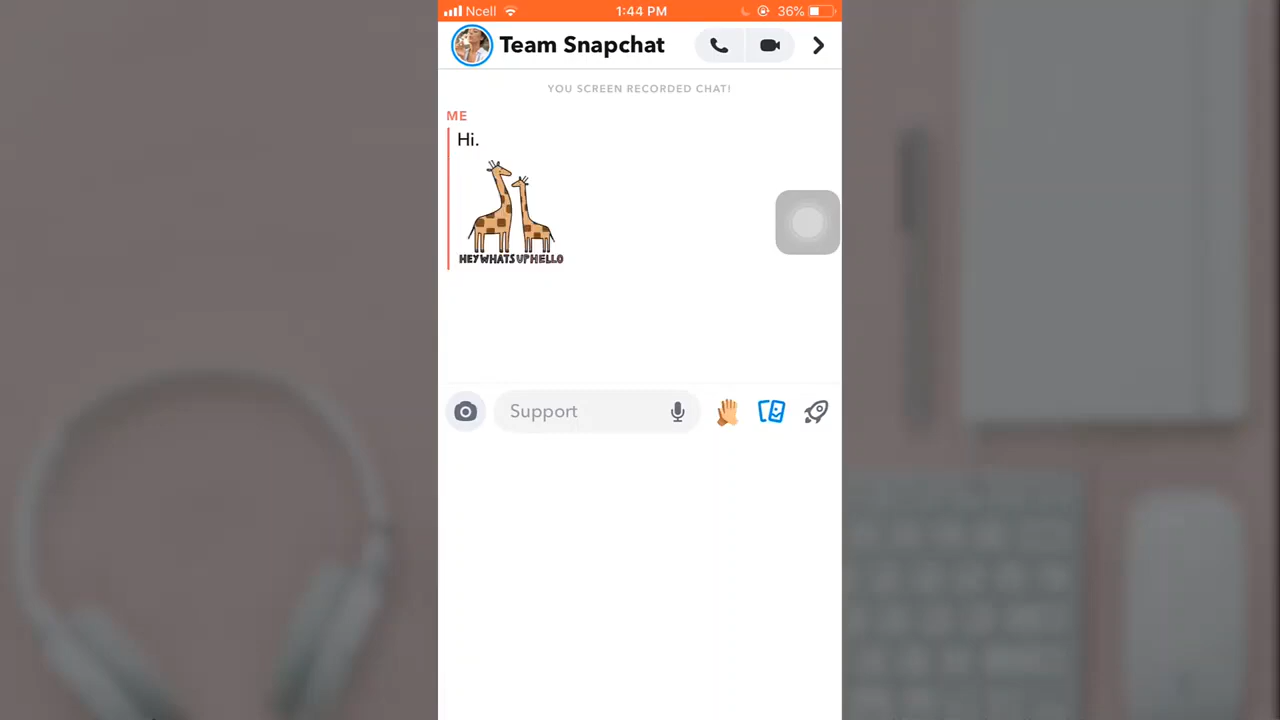 Ncell 1:44 PM 36%
Team Snapchat
YOU SCREEN RECORDED CHAT!
ME
Hi.
HEYWHATSUPHELLO
Support